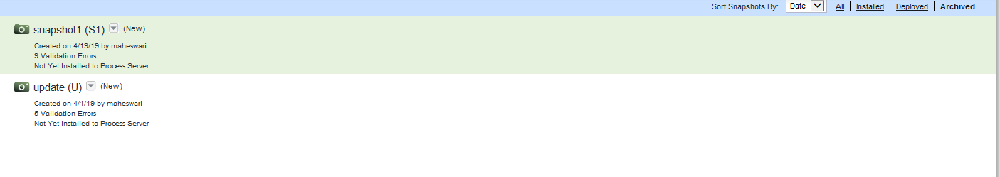 Sort Snapshots By: Date All Installed Deployed Archived
snapshot1 (S1) (New)
Created on 4/19/19 by maheswari
9 Validation Errors
Not Yet Installed to Process Server
update (U) (New)
Created on 4/1/19 by maheswari
5 Validation Errors
Not Yet Installed to Process Server